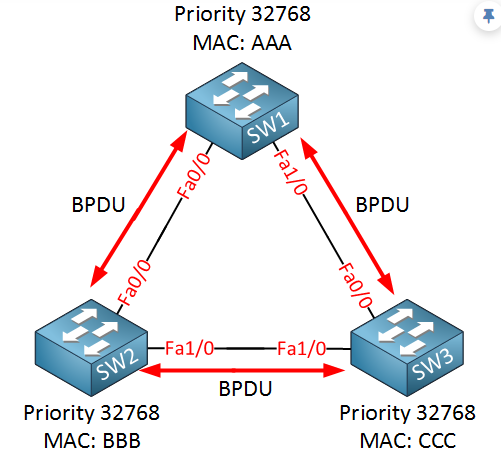 Priority 32768
MAC: AAA
SW1
Fa0/0
Fa1/0
BPDU
BPDU
Fa0/0
Fa0/0
SW2
Fa1/0
Fa1/0
SW3
BPDU
Priority 32768
MAC: BBB
Priority 32768
MAC: CCC